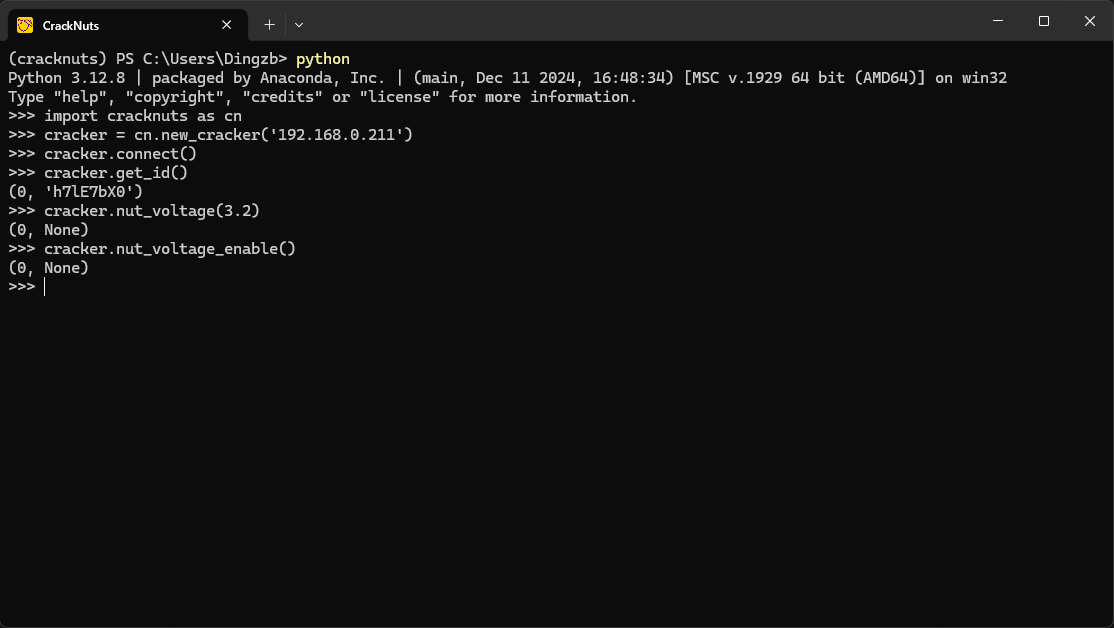 CrackNuts
(cracknuts) PS C:\Users\Dingzb> python
Python 3.12.8 | packaged by Anaconda, Inc. | (main, Dec 11 2024, 16:48:34) [MSC v.1929 64 bit (AMD64)] on win32
Type "help", "copyright", "credits" or "license" for more information.
>>> import cracknuts as cn
>>> cracker = cn.new_cracker('192.168.0.211')
>>> cracker.connect()
>>> cracker.get_id()
(0, 'h7lE7bX0')
>>> cracker.nut_voltage(3.2)
(0, None)
>>> cracker.nut_voltage_enable()
(0, None)
>>>